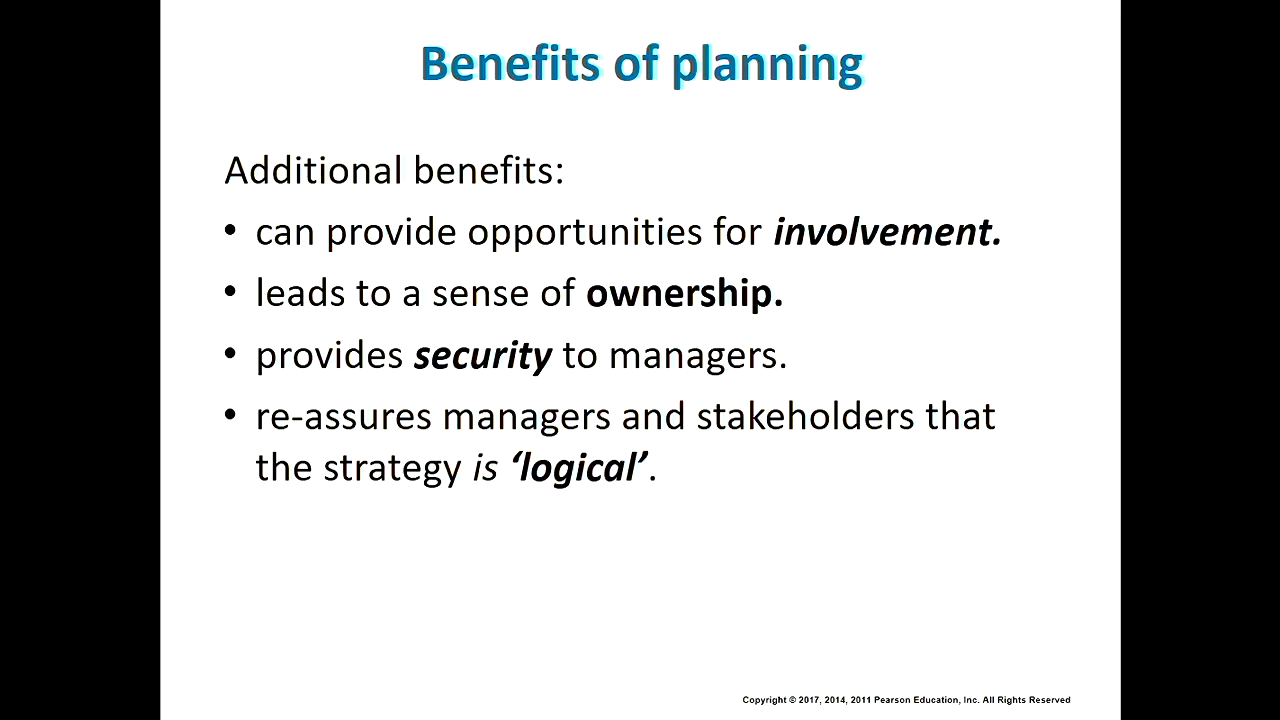 Benefits of planning
Additional benefits:
• can provide opportunities for involvement.
• leads to a sense of ownership.
• provides security to managers.
• re-assures managers and stakeholders that
the strategy is ‘logical’.
Copyright © 2017, 2014, 2011 Pearson Education, Inc. All Rights Reserved